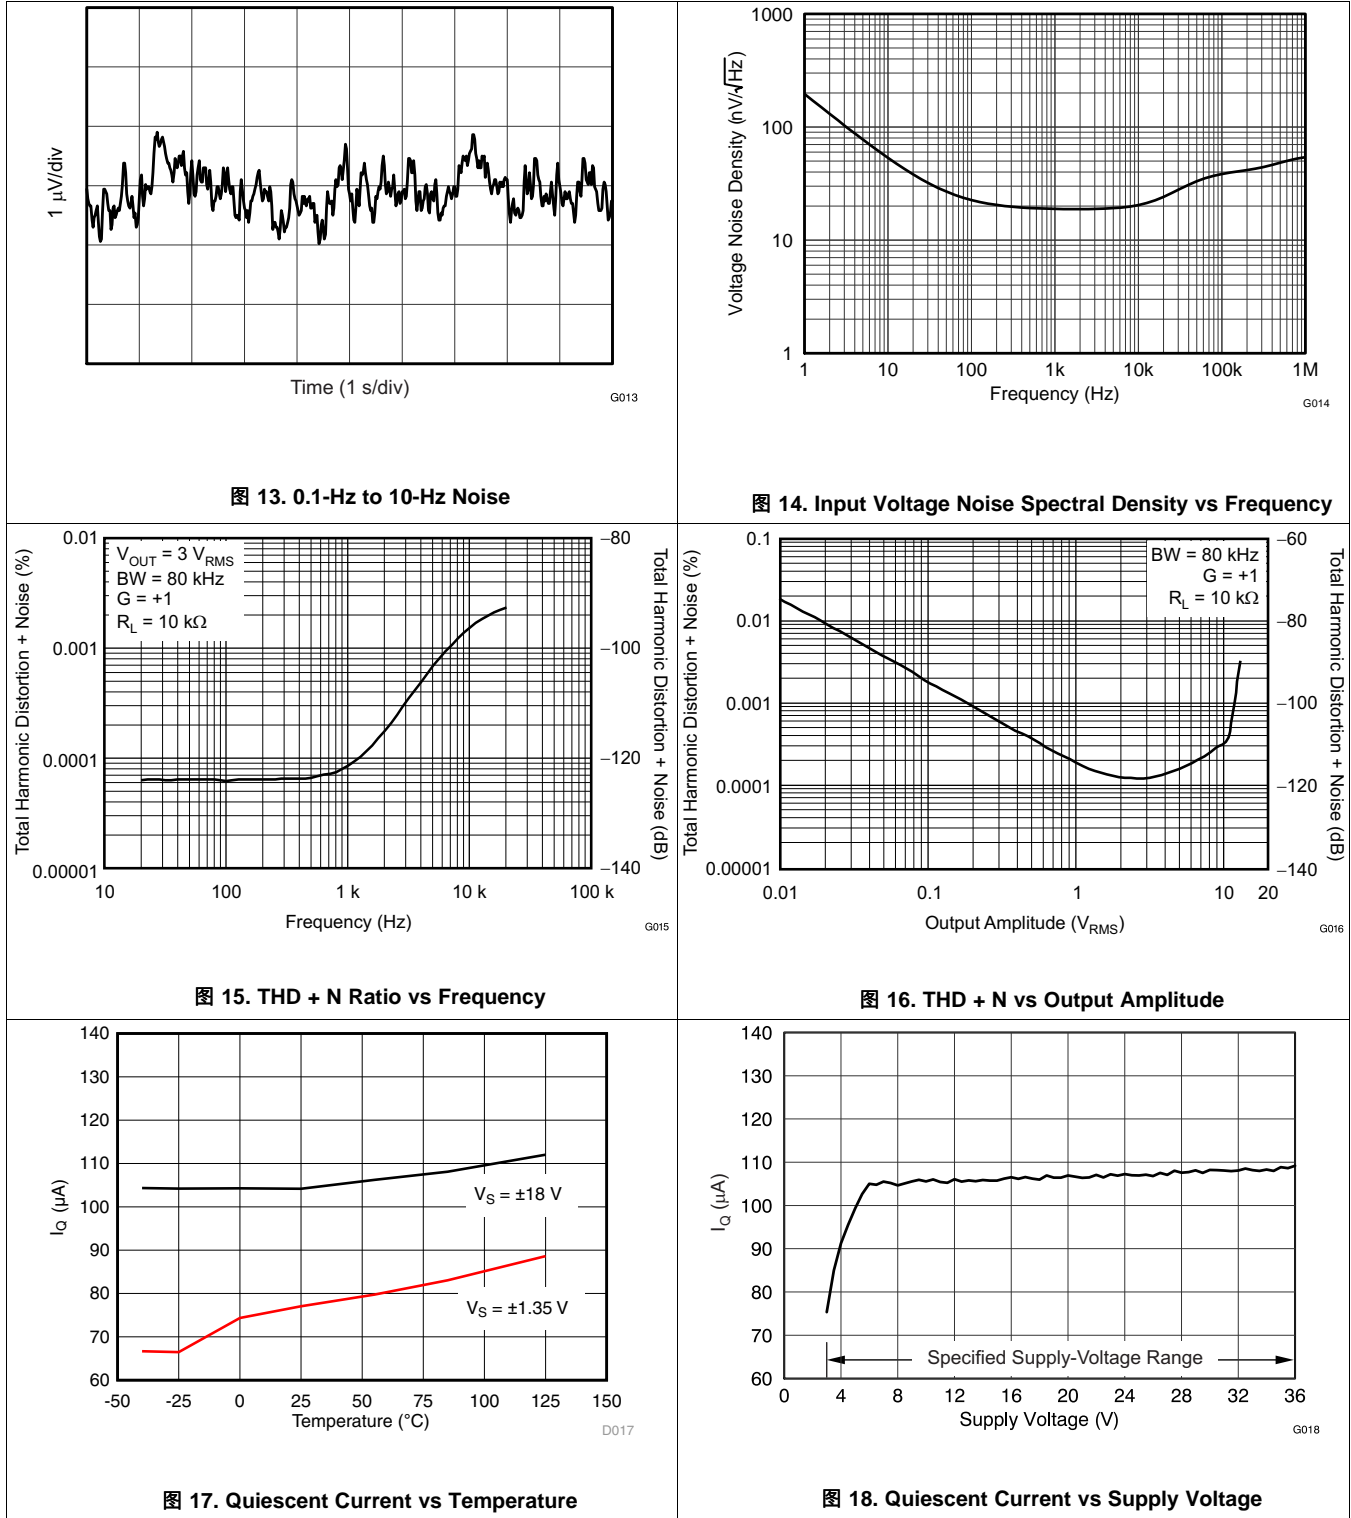 1 μV/div
Time (1 s/div)
G013
图 13. 0.1-Hz to 10-Hz Noise
Voltage Noise Density (nV/√Hz)
1000
100
10
1
1 10 100 1k 10k 100k 1M
Frequency (Hz)
G014
图 14. Input Voltage Noise Spectral Density vs Frequency
Total Harmonic Distortion + Noise (%)
0.01
0.001
0.0001
0.00001
V_OUT = 3 V_RMS
BW = 80 kHz
G = +1
R_L = 10 kΩ
–80
–100
–120
–140
Total Harmonic Distortion + Noise (dB)
10 100 1 k 10 k 100 k
Frequency (Hz)
G015
图 15. THD + N Ratio vs Frequency
Total Harmonic Distortion + Noise (%)
0.1
0.01
0.001
0.0001
0.00001
BW = 80 kHz
G = +1
R_L = 10 kΩ
–60
–80
–100
–120
–140
Total Harmonic Distortion + Noise (dB)
0.01 0.1 1 10 20
Output Amplitude (V_RMS)
G016
图 16. THD + N vs Output Amplitude
I_Q (μA)
140
130
120
110
100
90
80
70
60
V_S = ±18 V
V_S = ±1.35 V
-50 -25 0 25 50 75 100 125 150
Temperature (°C)
D017
图 17. Quiescent Current vs Temperature
I_Q (μA)
140
130
120
110
100
90
80
70
60
Specified Supply-Voltage Range
0 4 8 12 16 20 24 28 32 36
Supply Voltage (V)
G018
图 18. Quiescent Current vs Supply Voltage